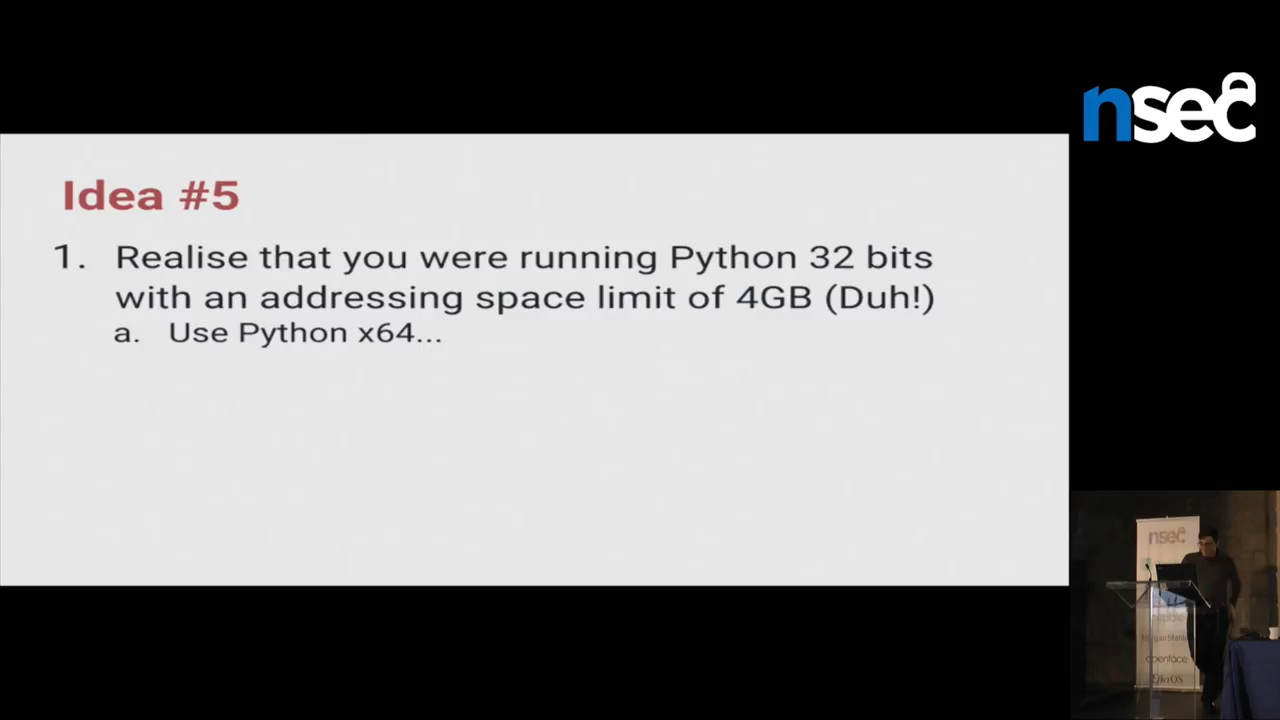 nsec
Idea #5
1. Realise that you were running Python 32 bits
with an addressing space limit of 4GB (Duh!)
a. Use Python x64...
nsec
openface